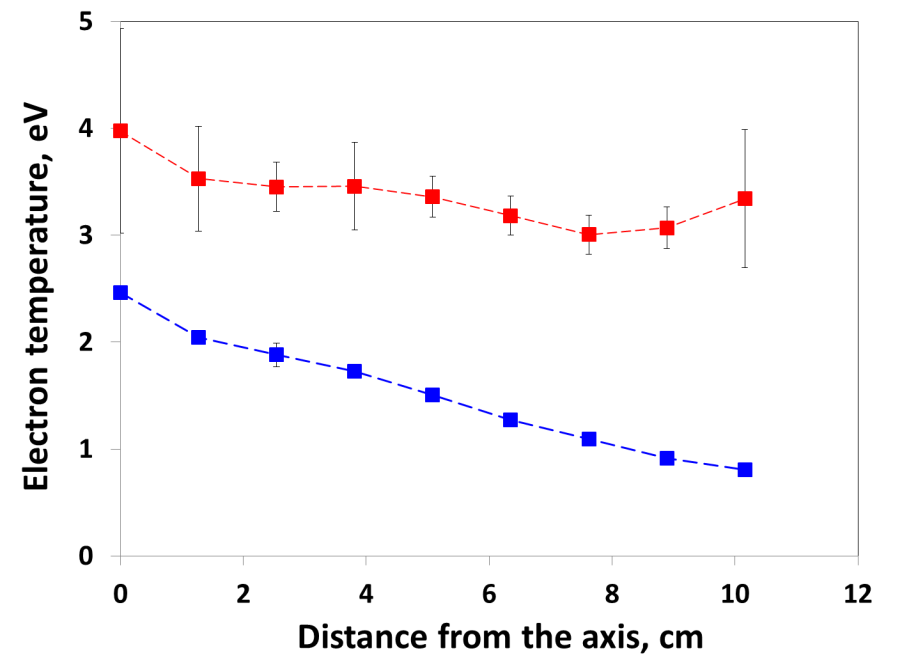 Electron temperature, eV
5
4
3
2
1
0
0 2 4 6 8 10 12
Distance from the axis, cm